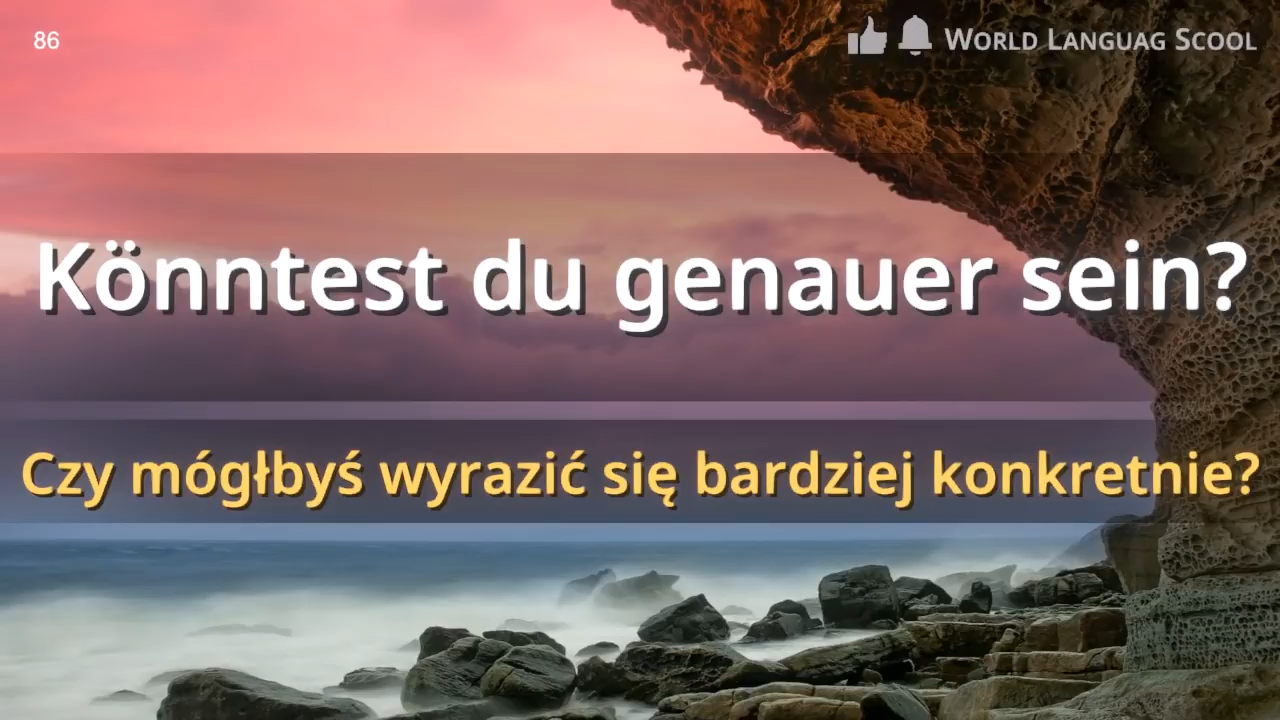 86
World Languag Scool
Könntest du genauer sein?
Czy mógłbyś wyrazić się bardziej konkretnie?